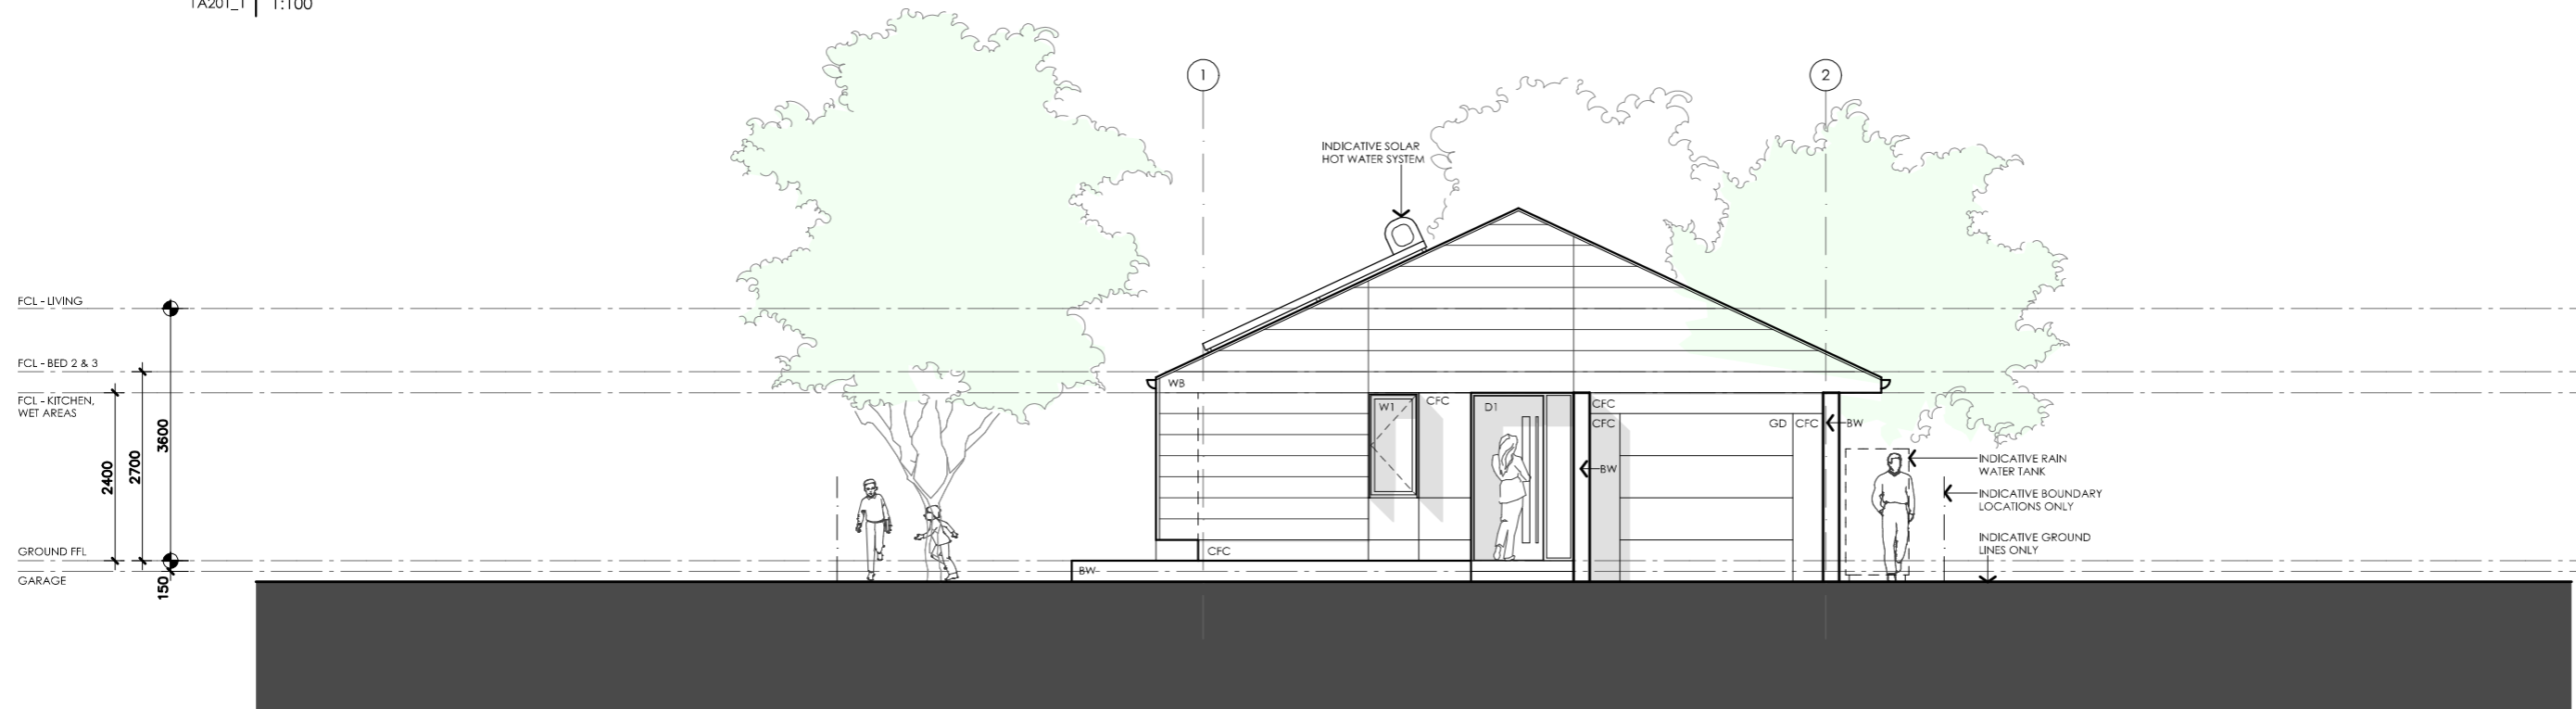 TA201_1 1:100
1
2
INDICATIVE SOLAR
HOT WATER SYSTEM
FCL - LIVING
FCL - BED 2 & 3
FCL - KITCHEN,
WET AREAS
2400
2700
3600
GROUND FFL
GARAGE
150
WB
W1
CFC
D1
CFC
CFC
GD
CFC
BW
BW
CFC
BW
INDICATIVE RAIN
WATER TANK
INDICATIVE BOUNDARY
LOCATIONS ONLY
INDICATIVE GROUND
LINES ONLY